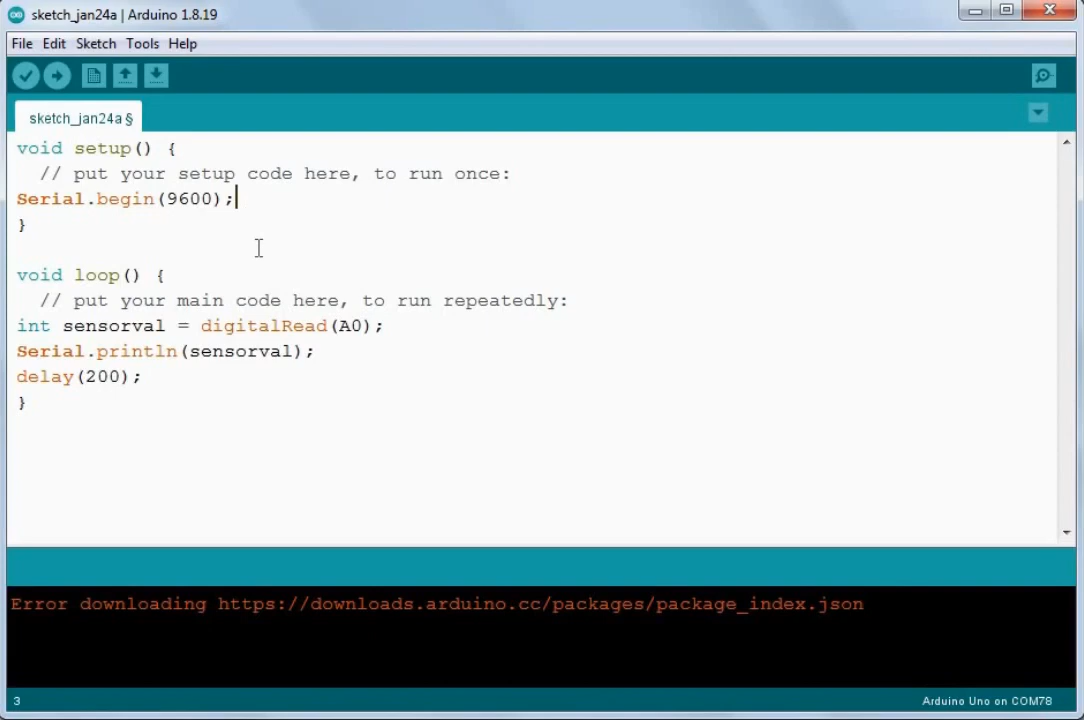 sketch_jan24a | Arduino 1.8.19
File Edit Sketch Tools Help
sketch_jan24a §
void setup() {
  // put your setup code here, to run once:
Serial.begin(9600);
}
void loop() {
  // put your main code here, to run repeatedly:
int sensorval = digitalRead(A0);
Serial.println(sensorval);
delay(200);
}
Error downloading https://downloads.arduino.cc/packages/package_index.json
3 Arduino Uno on COM78